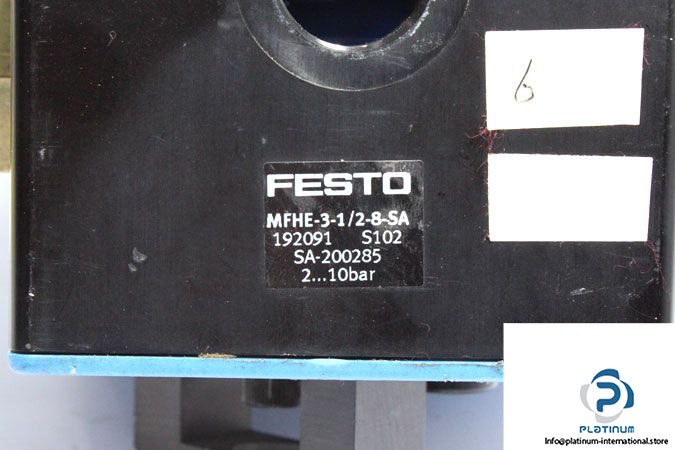 6
FESTO
MFHE-3-1/2-8-SA
192091 S102
SA-200285
2...10bar
PLATINUM
Info@platinum-international.store